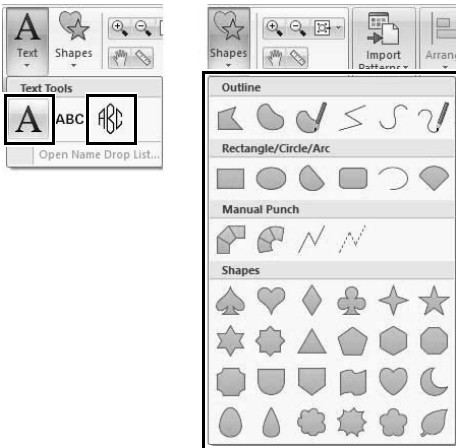 Text
Shapes
Text Tools
A
ABC
ABC
Open Name Drop List...
Shapes
Import
Patterns
Arran
Outline
Rectangle/Circle/Arc
Manual Punch
Shapes